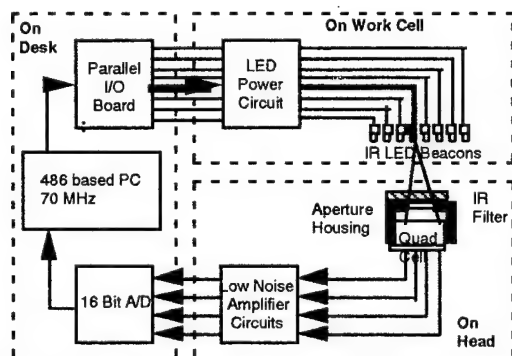 On
Desk
On Work Cell
Parallel
I/O
Board
LED
Power
Circuit
IR LED Beacons
486 based PC
70 MHz
Aperture
Housing
IR
Filter
Quad
Cell
16 Bit A/D
Low Noise
Amplifier
Circuits
On
Head